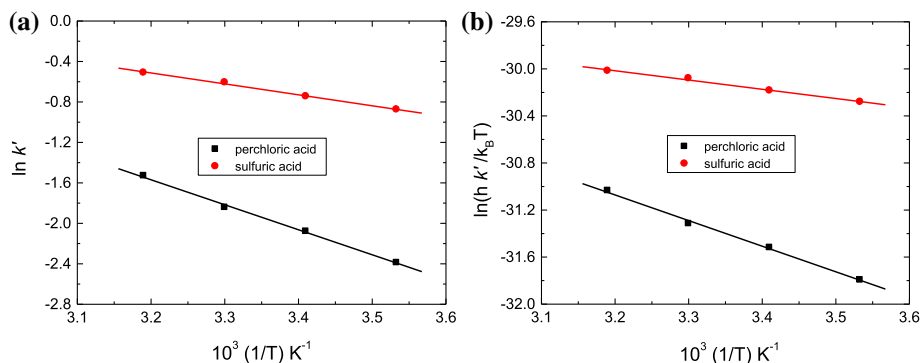 (a)
ln k′
0.0
-0.4
-0.8
-1.2
-1.6
-2.0
-2.4
-2.8
perchloric acid
sulfuric acid
3.1 3.2 3.3 3.4 3.5 3.6
10³ (1/T) K⁻¹
(b)
ln(h k′/k_BT)
-29.6
-30.0
-30.4
-30.8
-31.2
-31.6
-32.0
perchloric acid
sulfuric acid
3.1 3.2 3.3 3.4 3.5 3.6
10³ (1/T) K⁻¹